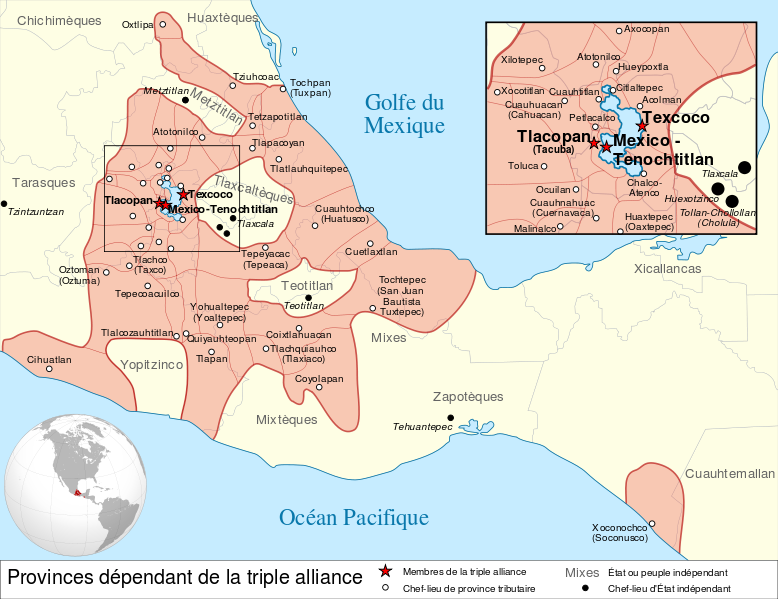 Chichimèques
Huaxtèques
Oxtlipa
Metztitlan
Metztitlan
Tziuhcoac
Tochpan
(Tuxpan)
Golfe du
Mexique
Tetzapotitlan
Atotonilco
Tlapacoyan
Tlatlauhquitepec
Tarasques
Tzintzuntzan
Tlaxcaltèques
Tlacopan
Texcoco
Mexico-Tenochtitlan
Tlaxcala
Cuauhtochco
(Huatusco)
Cuetlaxtlan
Tepeyacac
(Tepeaca)
Tlachco
(Taxco)
Oztoman
(Oztuma)
Tepecoacuilco
Teotitlan
Teotitlan
Tochtepec
(San Juan
Bautista
Tuxtepec)
Yohualtepec
(Yoaltepec)
Tlalcozauhtitlan
Quiyauhteopan
Coixtlahuacan
Tlachquiauhco
(Tlaxiaco)
Tlapan
Coyolapan
Cihuatlan
Yopitzinco
Mixes
Mixtèques
Zapotèques
Tehuantepec
Xicallancas
Cuauhtemallan
Xoconochco
(Soconusco)
Océan Pacifique
Axocopan
Xilotepec
Atotonilco
Hueypoxtla
Xocotitlan
Cuauhtitlan
Citlaltepec
Cuauhuacan
(Cahuacan)
Acolman
Petlacalco
Texcoco
Tlacopan
(Tacuba)
Mexico -
Tenochtitlan
Toluca
Chalco-
Atenco
Tlaxcala
Ocuilan
Huexotzinco
Cuauhnahuac
(Cuernavaca)
Tollan-Chollollan
(Cholula)
Malinalco
Huaxtepec
(Oaxtepec)
Provinces dépendant de la triple alliance
Membres de la triple alliance
Chef-lieu de province tributaire
Mixes
État ou peuple indépendant
Chef-lieu d'État indépendant